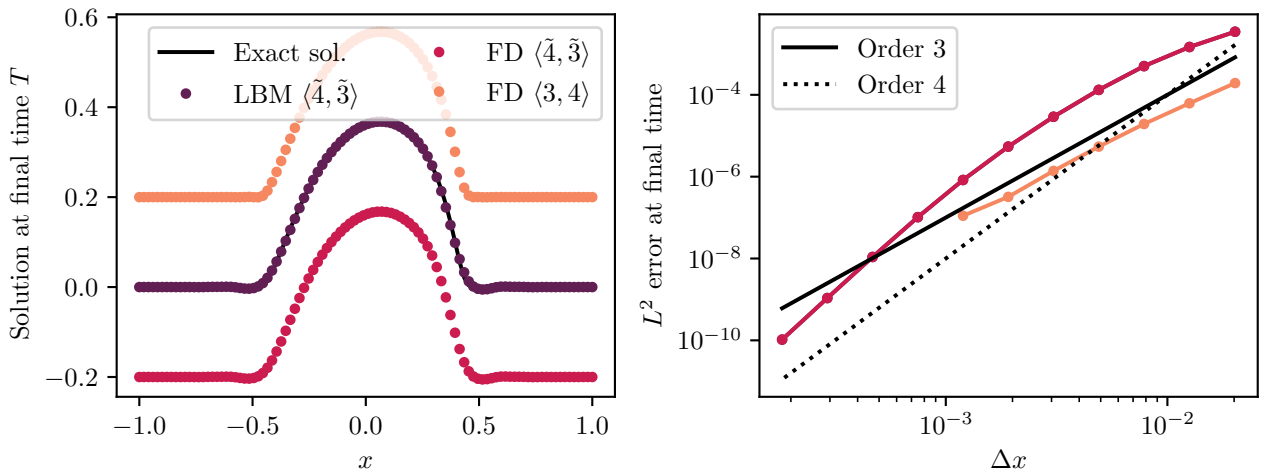 0.6
0.4
0.2
0.0
−0.2
Solution at final time T
Exact sol.
LBM ⟨4̃, 3̃⟩
FD ⟨4̃, 3̃⟩
FD ⟨3, 4⟩
−1.0 −0.5 0.0 0.5 1.0
x
L² error at final time
10⁻⁴
10⁻⁶
10⁻⁸
10⁻¹⁰
Order 3
Order 4
10⁻³ 10⁻²
Δx